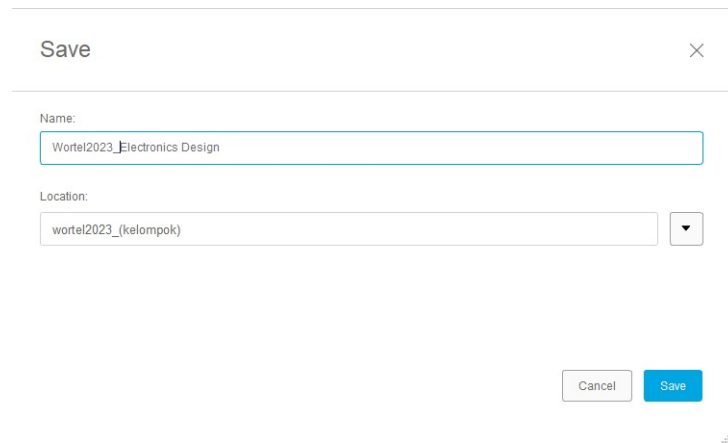 Save
Name:
Wortel2023_Electronics Design
Location:
wortel2023_(kelompok)
Cancel
Save